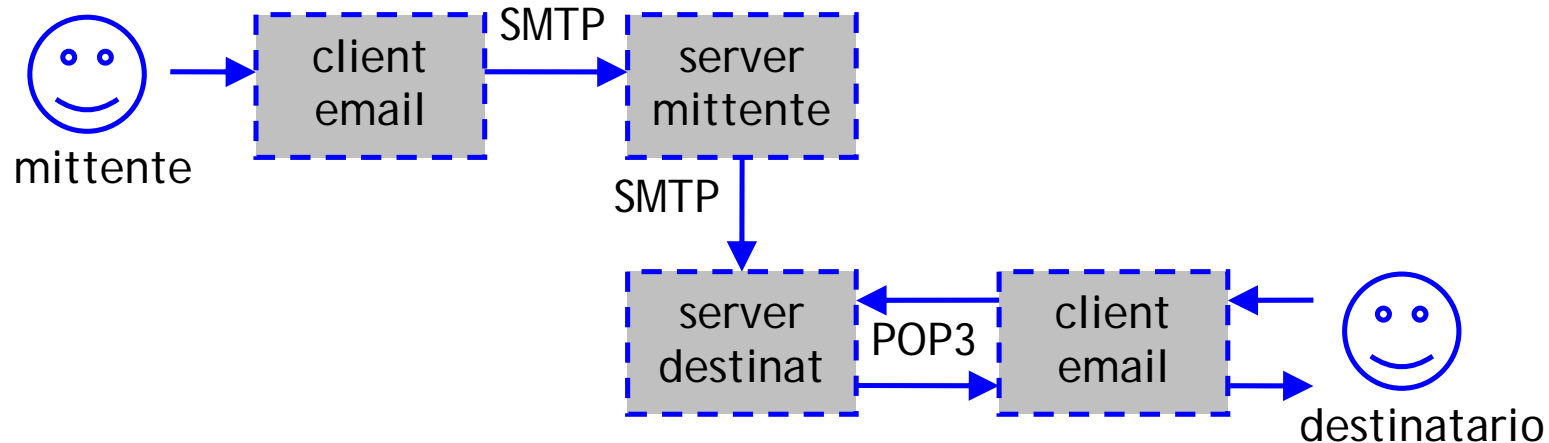 SMTP
client
email
server
mittente
mittente
SMTP
server
destinat
POP3
client
email
destinatario